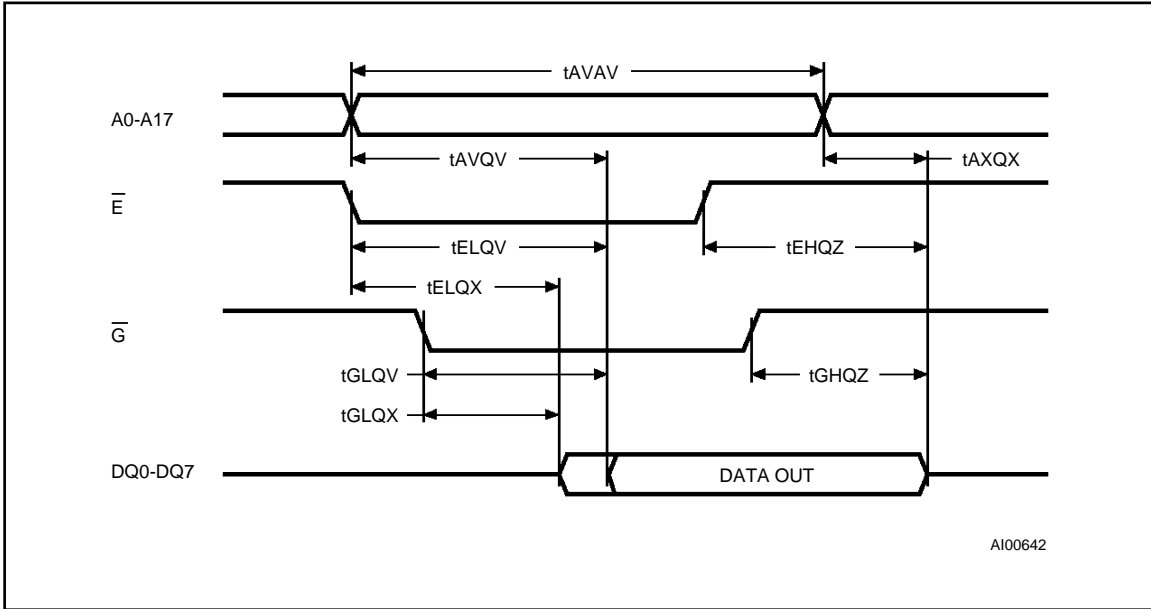 tAVAV
A0-A17
tAVQV
tAXQX
E
tELQV
tEHQZ
tELQX
G
tGLQV
tGHQZ
tGLQX
DQ0-DQ7
DATA OUT
AI00642